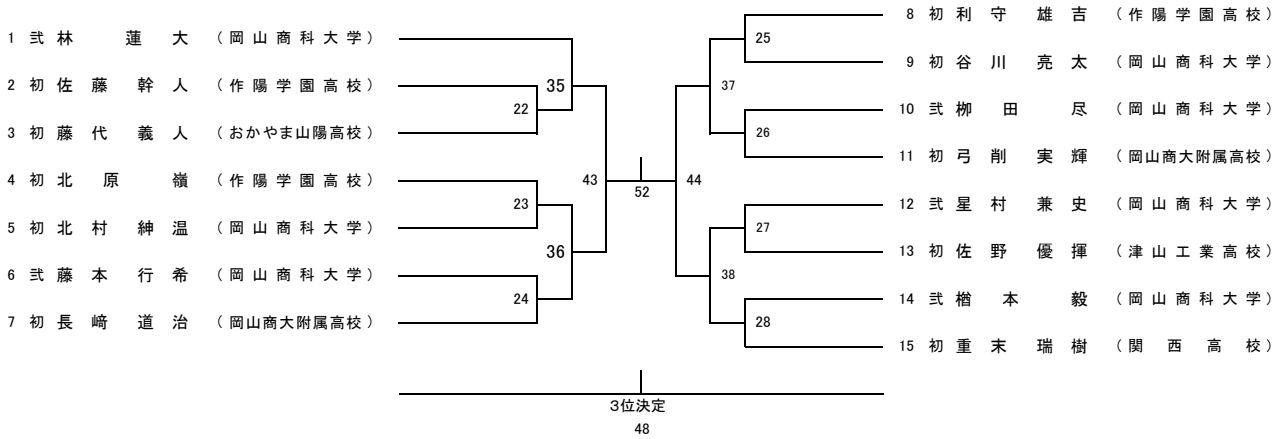 1 弐 林 蓮大 (岡山商科大学)
2 初 佐藤 幹人 (作陽学園高校)
3 初 藤代 義人 (おかやま山陽高校)
4 初 北原 嶺 (作陽学園高校)
5 初 北村 紳温 (岡山商科大学)
6 弐 藤本 行希 (岡山商科大学)
7 初 長﨑 道治 (岡山商大附属高校)
35
22
43
23
36
24
52
8 初 利守 雄吉 (作陽学園高校)
9 初 谷川 亮太 (岡山商科大学)
10 弐 栁田 尽 (岡山商科大学)
11 初 弓削 実輝 (岡山商大附属高校)
12 弐 星村 兼史 (岡山商科大学)
13 初 佐野 優揮 (津山工業高校)
14 弐 楢本 毅 (岡山商科大学)
15 初 重末 瑞樹 (関西高校)
25
37
26
44
27
38
28
3位決定
48